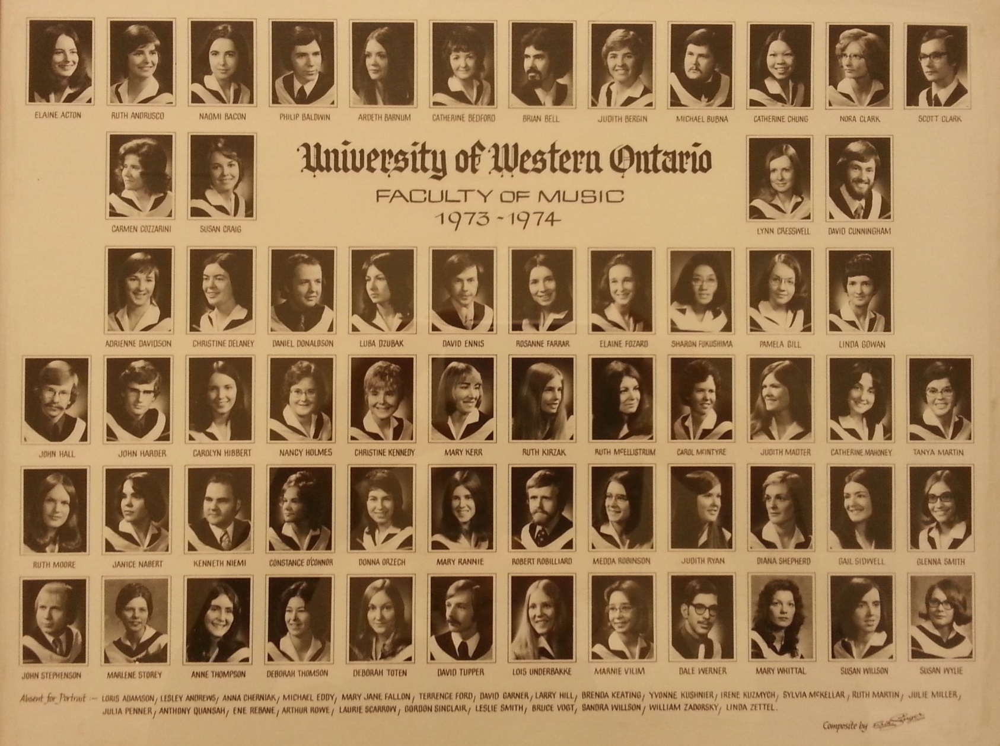 ELAINE ACTON RUTH ANDRUSCO NAOMI BACON PHILIP BALDWIN ARDETH BARNUM CATHERINE BEDFORD BRIAN BELL JUDITH BERGIN MICHAEL BUBNA CATHERINE CHUNG NORA CLARK SCOTT CLARK
University of Western Ontario
FACULTY OF MUSIC
1973-1974
CARMEN COZZARINI SUSAN CRAIG LYNN CRESSWELL DAVID CUNNINGHAM
ADRIENNE DAVIDSON CHRISTINE DELANEY DANIEL DONALDSON LUBA DZUBAK DAVID ENNIS ROSANNE FARRAR ELAINE FOZARD SHARON FUKUSHIMA PAMELA GILL LINDA GOWAN
JOHN HALL JOHN HARDER CAROLYN HIBBERT NANCY HOLMES CHRISTINE KENNEDY MARY KERR RUTH KIRZAK RUTH McELLISTRUM CAROL McINTYRE JUDITH MADTER CATHERINE MAHONEY TANYA MARTIN
RUTH MOORE JANICE NABERT KENNETH NIEMI CONSTANCE O'CONNOR DONNA ORZECH MARY RANNIE ROBERT ROBILLIARD MEDDA ROBINSON JUDITH RYAN DIANA SHEPHERD GAIL SIDWELL GLENNA SMITH
JOHN STEPHENSON MARLENE STOREY ANNE THOMPSON DEBORAH THOMSON DEBORAH TOTEN DAVID TUPPER LOIS UNDERBAKKE MARNIE VILIM DALE WERNER MARY WHITTAL SUSAN WILLSON SUSAN WYLIE
Absent for Portrait — LORIS ADAMSON, LESLEY ANDREWS, ANNA CHERNIAK, MICHAEL EDDY, MARY JANE FALLON, TERRENCE FORD, DAVID GARNER, LARRY HILL, BRENDA KEATING, YVONNE KUSHNIER, IRENE KUZMYCH, SYLVIA McKELLAR, RUTH MARTIN, JULIE MILLER,
JULIA PENNER, ANTHONY QUANSAH, ENE REBANE, ARTHUR ROWE, LAURIE SCARROW, GORDON SINCLAIR, LESLIE SMITH, BRUCE VOGT, SANDRA WILLSON, WILLIAM ZADORSKY, LINDA ZETTEL.
Composite by